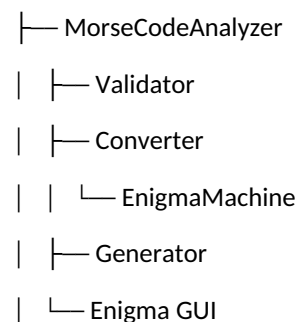 ├── MorseCodeAnalyzer
│ ├── Validator
│ ├── Converter
│ │ └── EnigmaMachine
│ ├── Generator
│ └── Enigma GUI